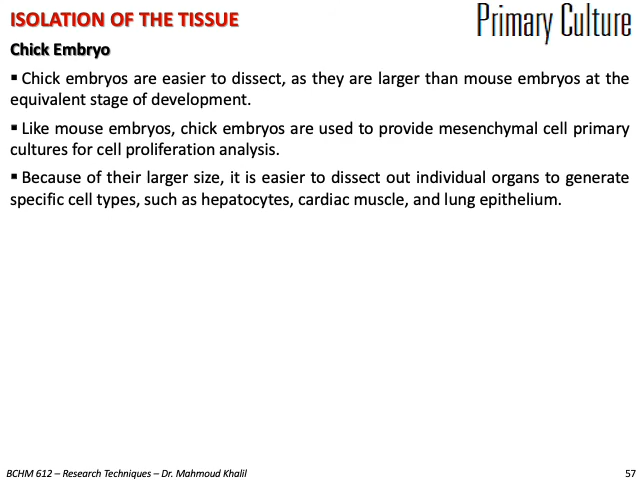 ISOLATION OF THE TISSUE
Primary Culture
Chick Embryo
▪ Chick embryos are easier to dissect, as they are larger than mouse embryos at the
equivalent stage of development.
▪ Like mouse embryos, chick embryos are used to provide mesenchymal cell primary
cultures for cell proliferation analysis.
▪ Because of their larger size, it is easier to dissect out individual organs to generate
specific cell types, such as hepatocytes, cardiac muscle, and lung epithelium.
BCHM 612 – Research Techniques – Dr. Mahmoud Khalil
57